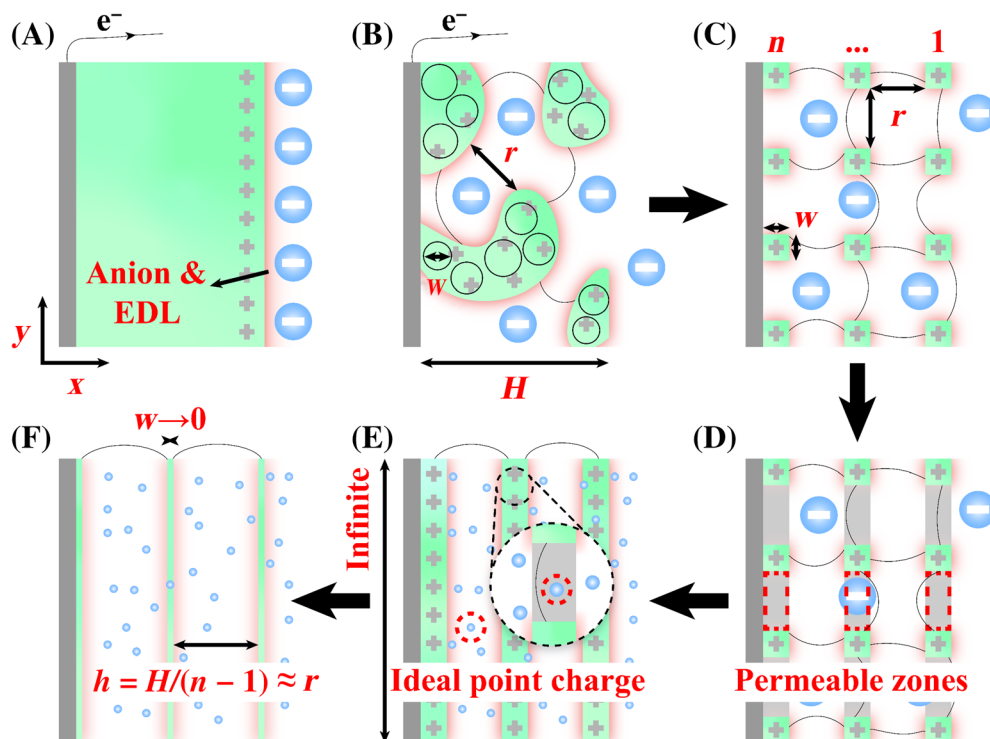 (A)
e⁻
Anion &
EDL
y
x
(B)
e⁻
r
w
H
(C)
n
...
1
r
w
(F)
w→0
h = H/(n − 1) ≈ r
(E)
Infinite
Ideal point charge
(D)
Permeable zones